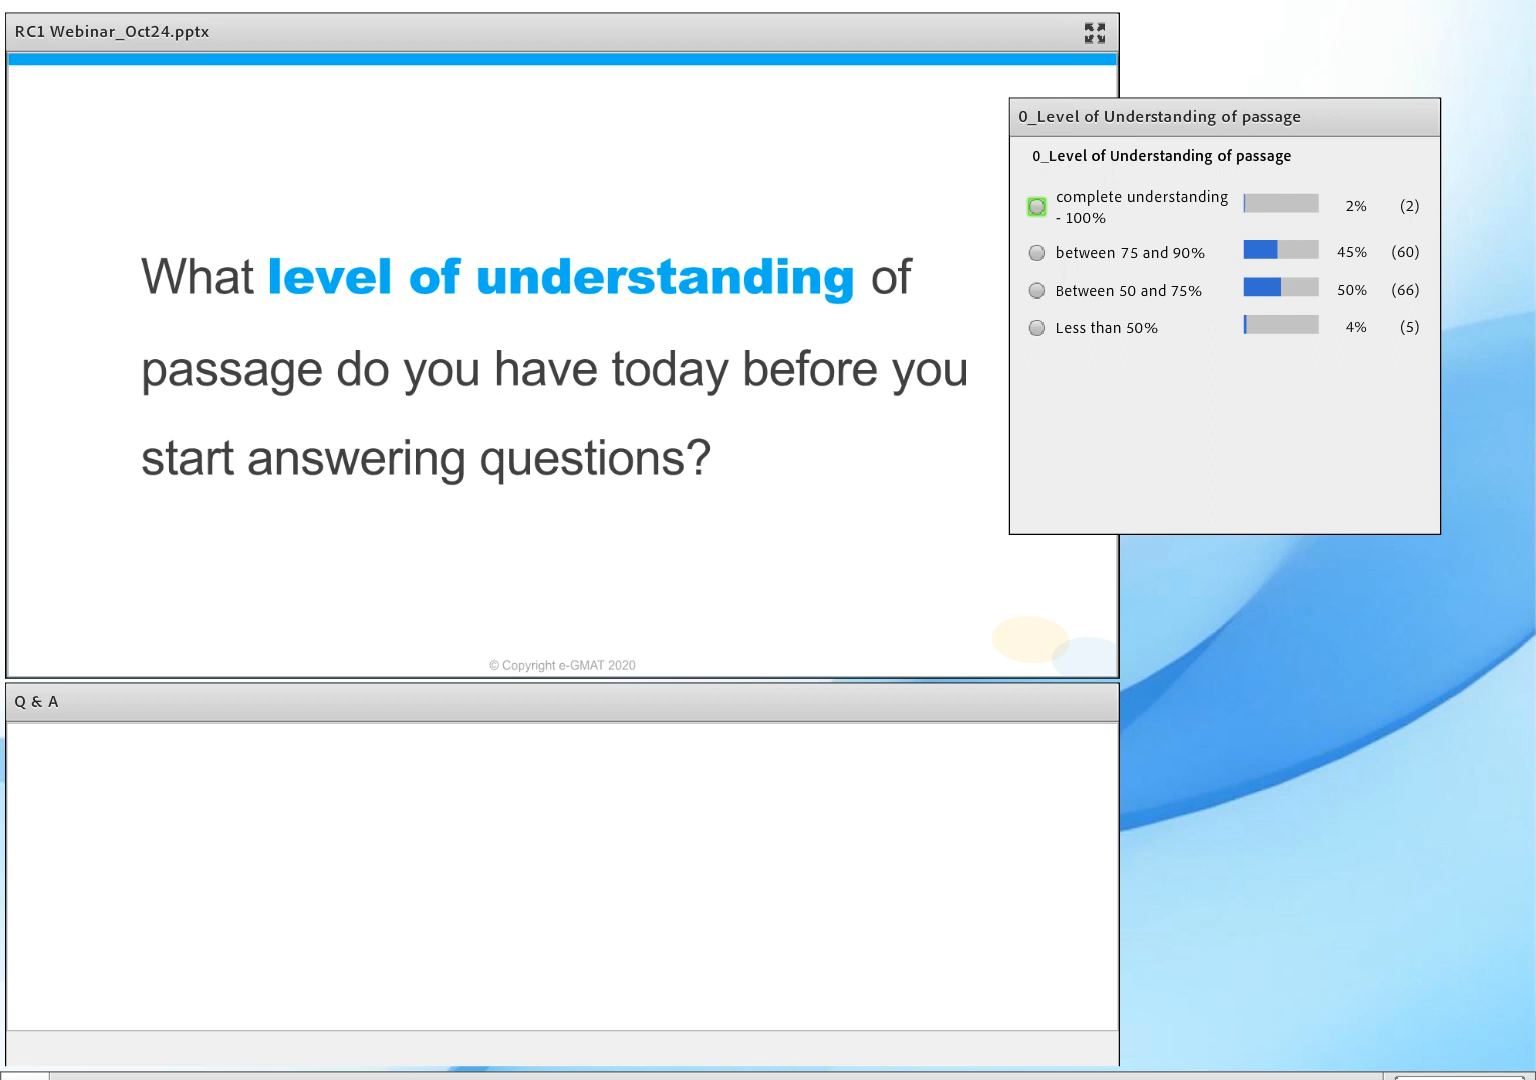 RC1 Webinar_Oct24.pptx
What level of understanding of
passage do you have today before you
start answering questions?
© Copyright e-GMAT 2020
0_Level of Understanding of passage
0_Level of Understanding of passage
complete understanding
- 100% 2% (2)
between 75 and 90% 45% (60)
Between 50 and 75% 50% (66)
Less than 50% 4% (5)
Q & A